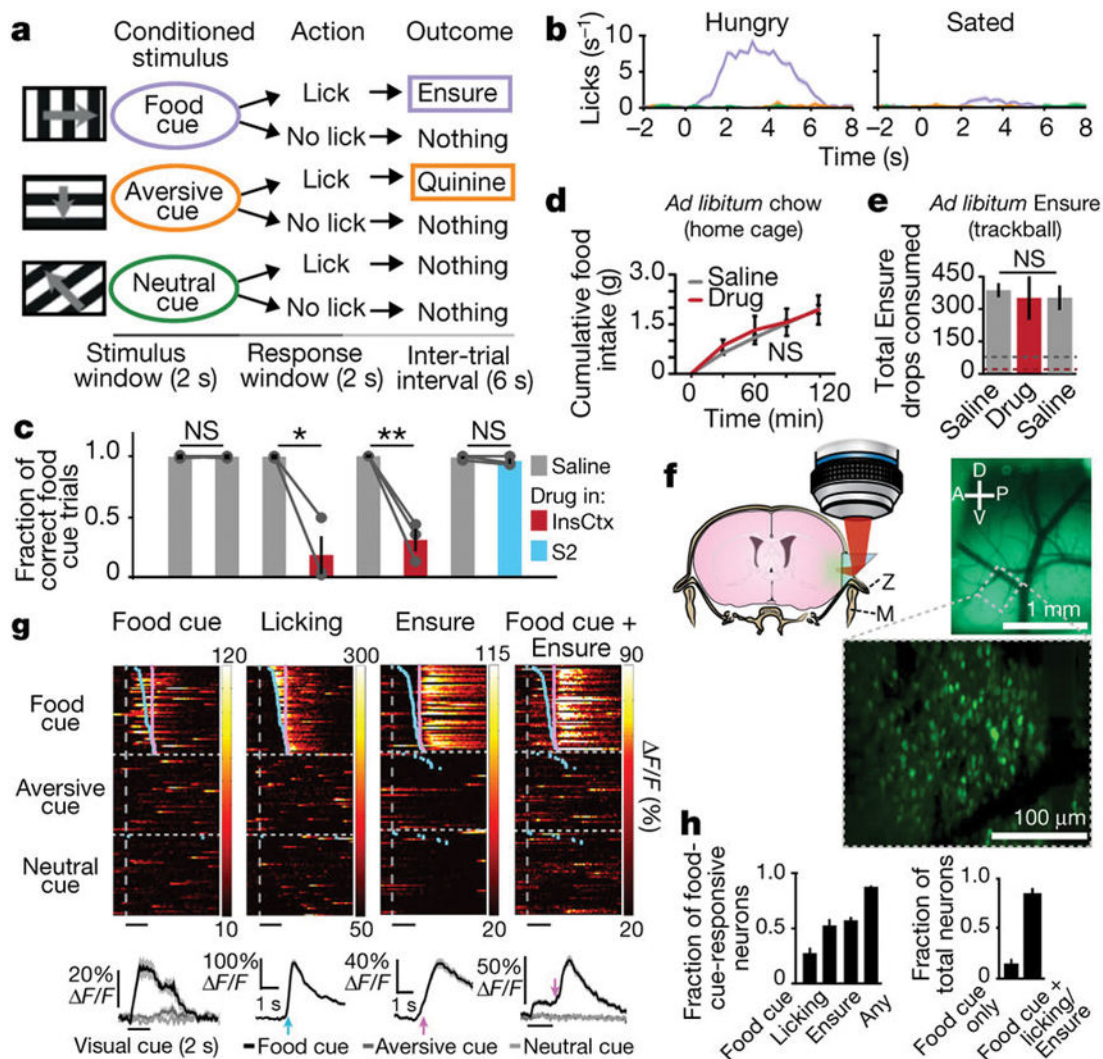 a
Conditioned stimulus
Action
Outcome
Food cue
Lick
Ensure
No lick
Nothing
Aversive cue
Lick
Quinine
No lick
Nothing
Neutral cue
Lick
Nothing
No lick
Nothing
Stimulus window (2 s)
Response window (2 s)
Inter-trial interval (6 s)
b
Hungry
Sated
Licks (s−1)
10
5
0
−2 0 2 4 6 8
−2 0 2 4 6 8
Time (s)
d
Ad libitum chow
(home cage)
Cumulative food intake (g)
3.0
1.5
0
Saline
Drug
NS
0 60 120
Time (min)
e
Ad libitum Ensure
(trackball)
Total Ensure drops consumed
450
300
150
0
NS
Saline
Drug
Saline
c
Fraction of correct food cue trials
1.0
0.5
0
NS
*
**
NS
Saline
Drug in:
InsCtx
S2
f
Z
M
D
A
P
V
1 mm
100 μm
g
Food cue
Licking
Ensure
Food cue + Ensure
120
300
115
90
Food cue
Aversive cue
Neutral cue
10
50
20
20
ΔF/F (%)
20% ΔF/F
100% ΔF/F
1 s
40% ΔF/F
1 s
50% ΔF/F
Visual cue (2 s)
Food cue
Aversive cue
Neutral cue
h
Fraction of food-cue-responsive neurons
1.0
0.5
0
Food cue
Licking
Ensure
Any
Fraction of total neurons
1.0
0.5
0
Food cue only
Food cue + licking/Ensure